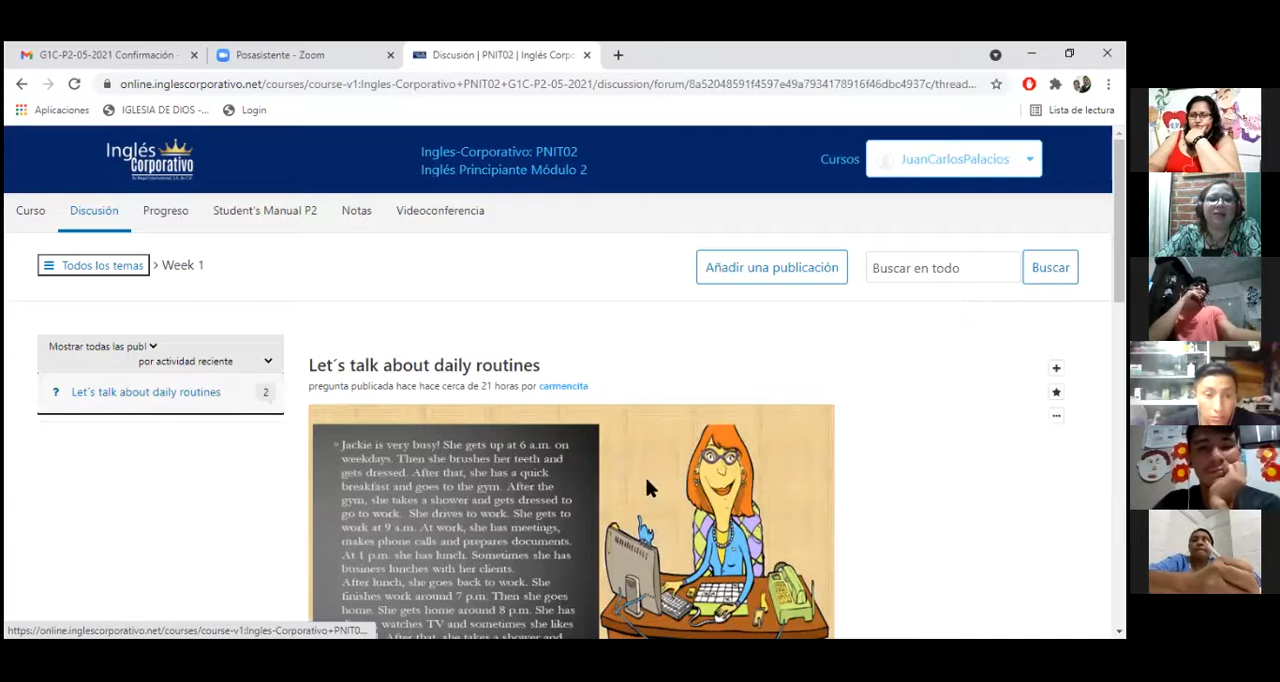 G1C-P2-05-2021 Confirmación -
Posasistente - Zoom
Discusión | PNIT02 | Inglés Corpo
online.inglescorporativo.net/courses/course-v1:Ingles-Corporativo+PNIT02+G1C-P2-05-2021/discussion/forum/8a52048591f4597e49a7934178916f46dbc4937c/thread...
Aplicaciones
IGLESIA DE DIOS -...
Login
Lista de lectura
Inglés
Corporativo
Ingles-Corporativo: PNIT02
Inglés Principiante Módulo 2
Cursos
JuanCarlosPalacios
Curso
Discusión
Progreso
Student's Manual P2
Notas
Videoconferencia
Todos los temas > Week 1
Añadir una publicación
Buscar en todo
Buscar
Mostrar todas las publ
por actividad reciente
? Let´s talk about daily routines 2
Let´s talk about daily routines
pregunta publicada hace hace cerca de 21 horas por carmencita
Jackie is very busy! She gets up at 6 a.m. on
weekdays. Then she brushes her teeth and
gets dressed. After that, she has a quick
breakfast and goes to the gym. After the
gym, she takes a shower and gets dressed to
go to work. She drives to work. She gets to
work at 9 a.m. At work, she has meetings,
makes phone calls and prepares documents.
At 1 p.m. she has lunch. Sometimes she has
business lunches with her clients.
After lunch, she goes back to work. She
finishes work around 7 p.m. Then she goes
home. She gets home around 8 p.m. She has
watches TV and sometimes she likes
After that, she takes a shower and
https://online.inglescorporativo.net/courses/course-v1:Ingles-Corporativo+PNIT0...